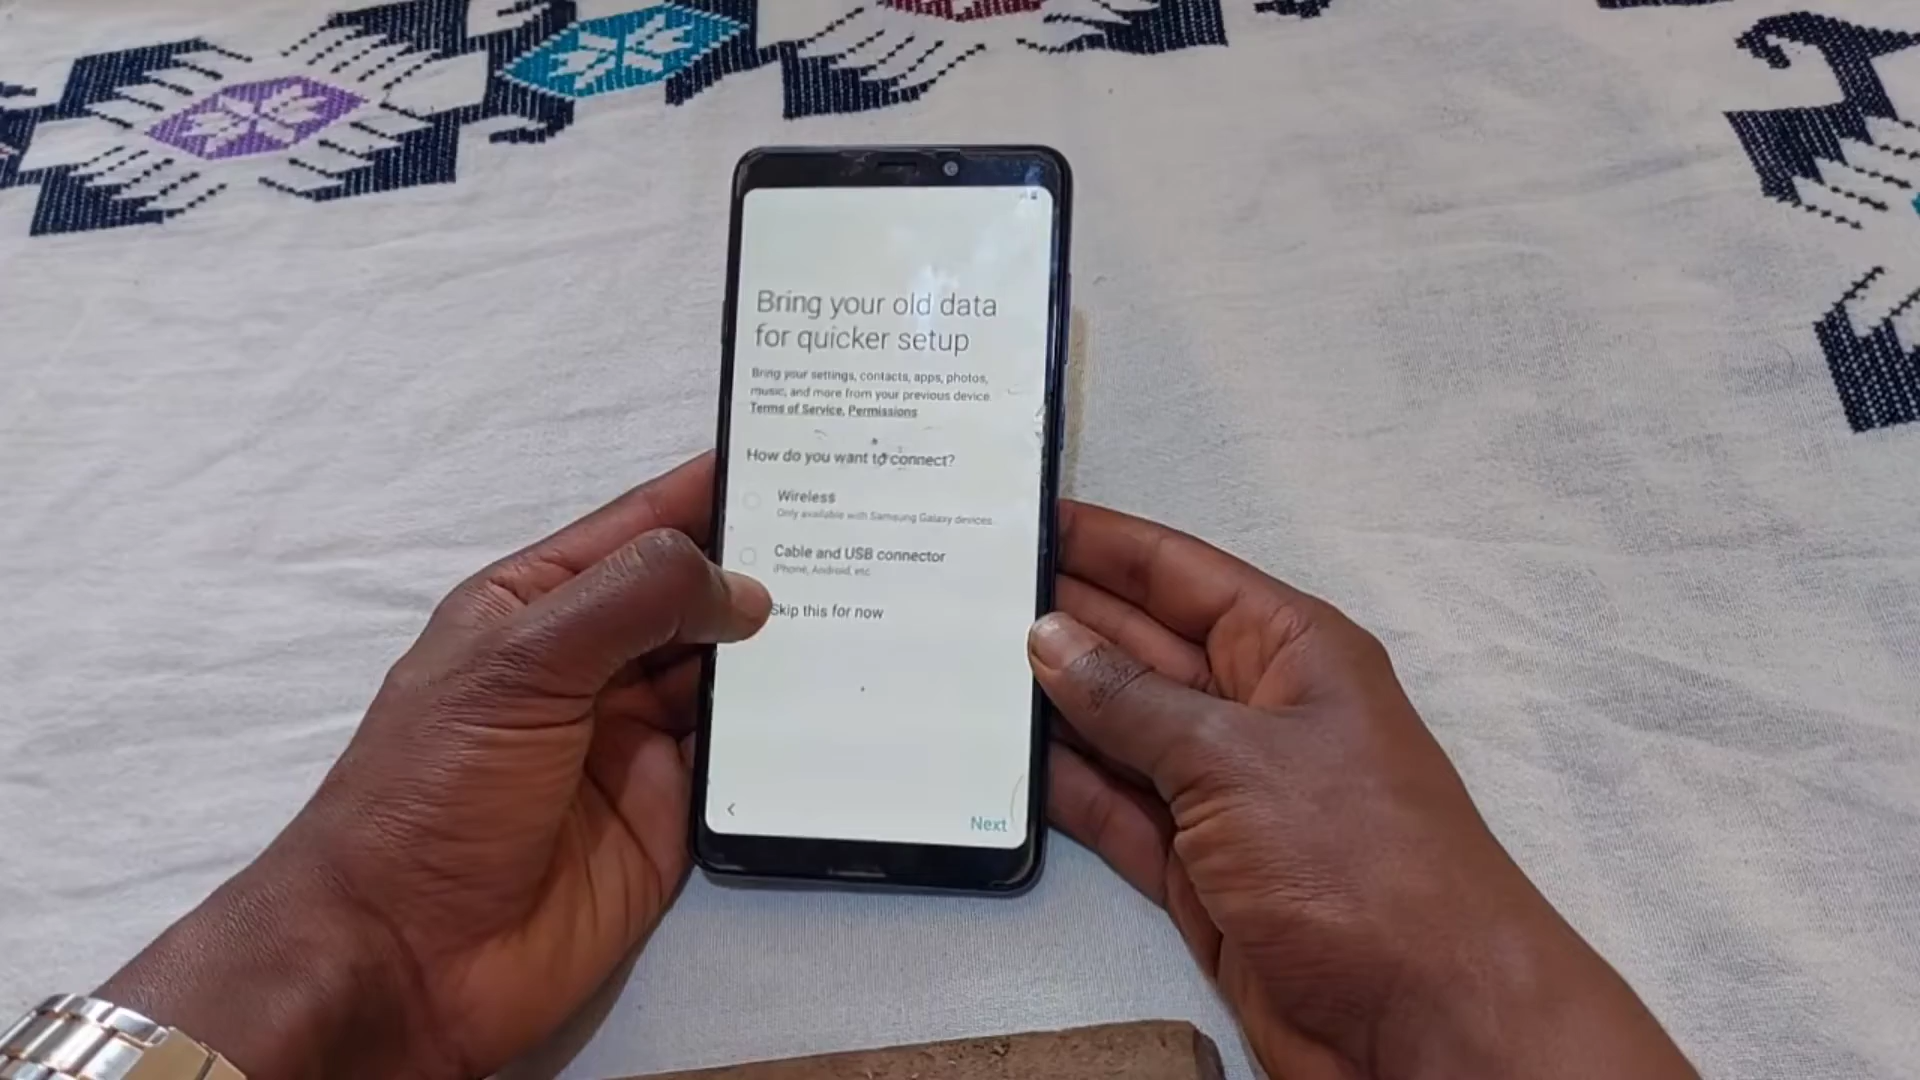 Bring your old data
for quicker setup
Bring your settings, contacts, apps, photos,
music, and more from your previous device.
Terms of Service, Permissions
How do you want to connect?
Wireless
Only available with Samsung Galaxy devices.
Cable and USB connector
iPhone, Android, etc.
Skip this for now
Next